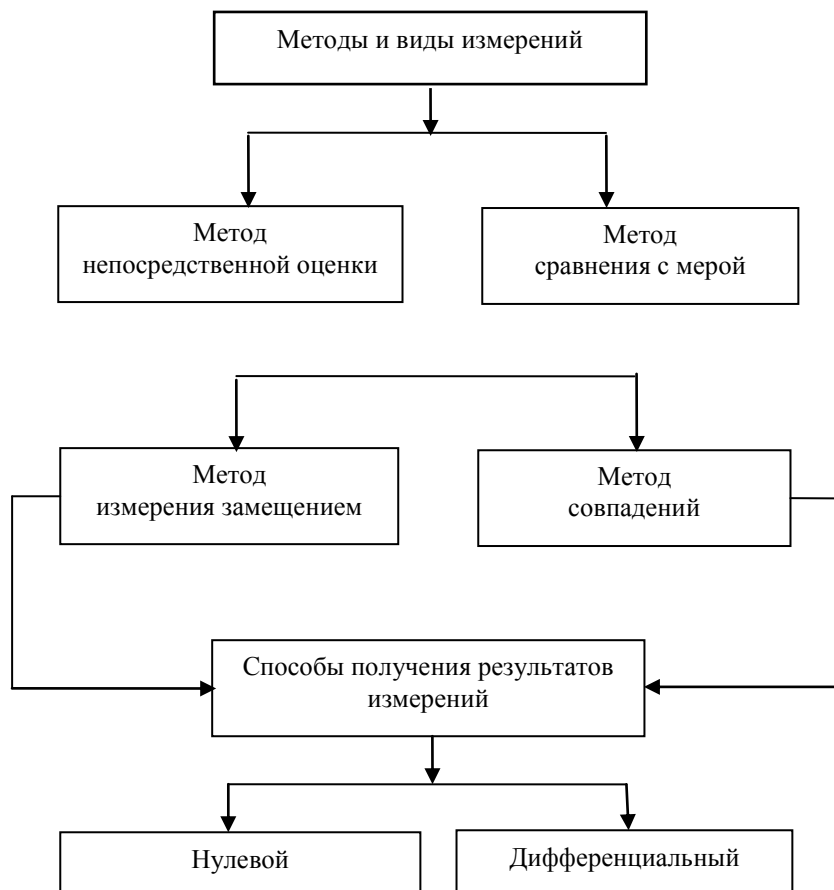 Методы и виды измерений
Метод
непосредственной оценки
Метод
сравнения с мерой
Метод
измерения замещением
Метод
совпадений
Способы получения результатов
измерений
Нулевой
Дифференциальный